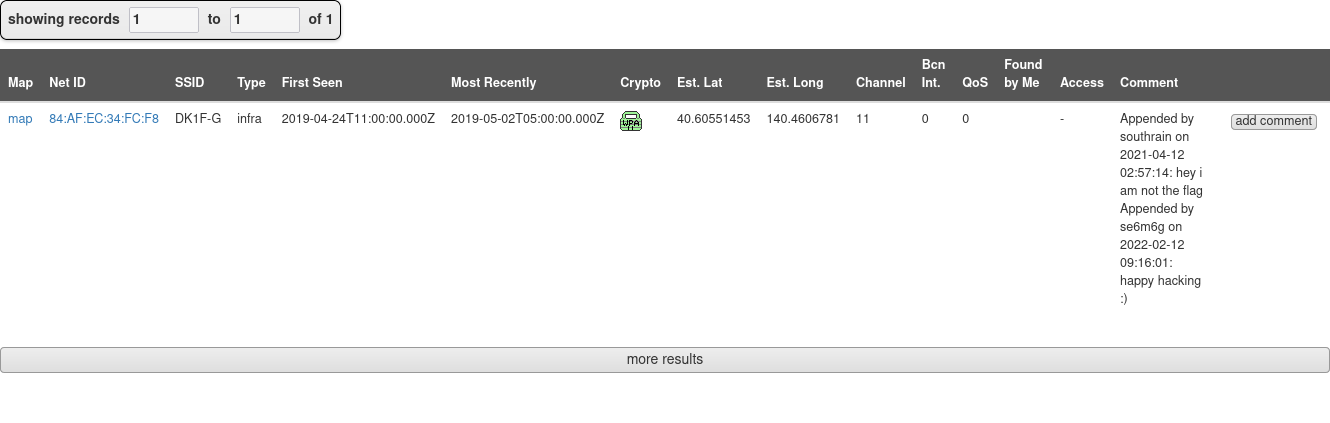 showing records 1 to 1 of 1
Map Net ID SSID Type First Seen Most Recently Crypto Est. Lat Est. Long Channel Bcn Int. QoS Found by Me Access Comment
map 84:AF:EC:34:FC:F8 DK1F-G infra 2019-04-24T11:00:00.000Z 2019-05-02T05:00:00.000Z WPA 40.60551453 140.4606781 11 0 0 - Appended by add comment
southrain on
2021-04-12
02:57:14: hey i
am not the flag
Appended by
se6m6g on
2022-02-12
09:16:01:
happy hacking
:)
more results